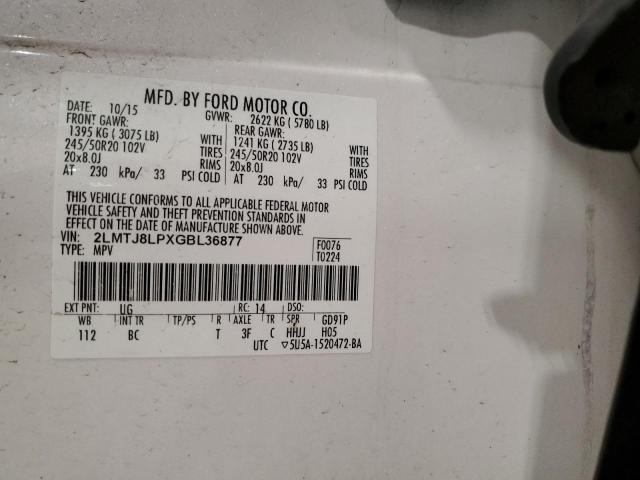 MFD. BY FORD MOTOR CO.
DATE: 10/15 GVWR: 2622 KG ( 5780 LB)
FRONT GAWR: REAR GAWR:
1395 KG ( 3075 LB) WITH 1241 KG ( 2735 LB) WITH
245/50R20 102V TIRES 245/50R20 102V TIRES
20x8.0J RIMS 20x8.0J RIMS
AT 230 kPa/ 33 PSI COLD AT 230 kPa/ 33 PSI COLD
THIS VEHICLE CONFORMS TO ALL APPLICABLE FEDERAL MOTOR
VEHICLE SAFETY AND THEFT PREVENTION STANDARDS IN
EFFECT ON THE DATE OF MANUFACTURE SHOWN ABOVE.
VIN: 2LMTJ8LPXGBL36877 F0076
TYPE: MPV T0224
EXT PNT: UG RC: 14 DSO:
WB INT TR TP/PS R AXLE TR SPR GD91P
112 BC T 3F C HHJJ H05
UTC ▽5U5A-1520472-BA